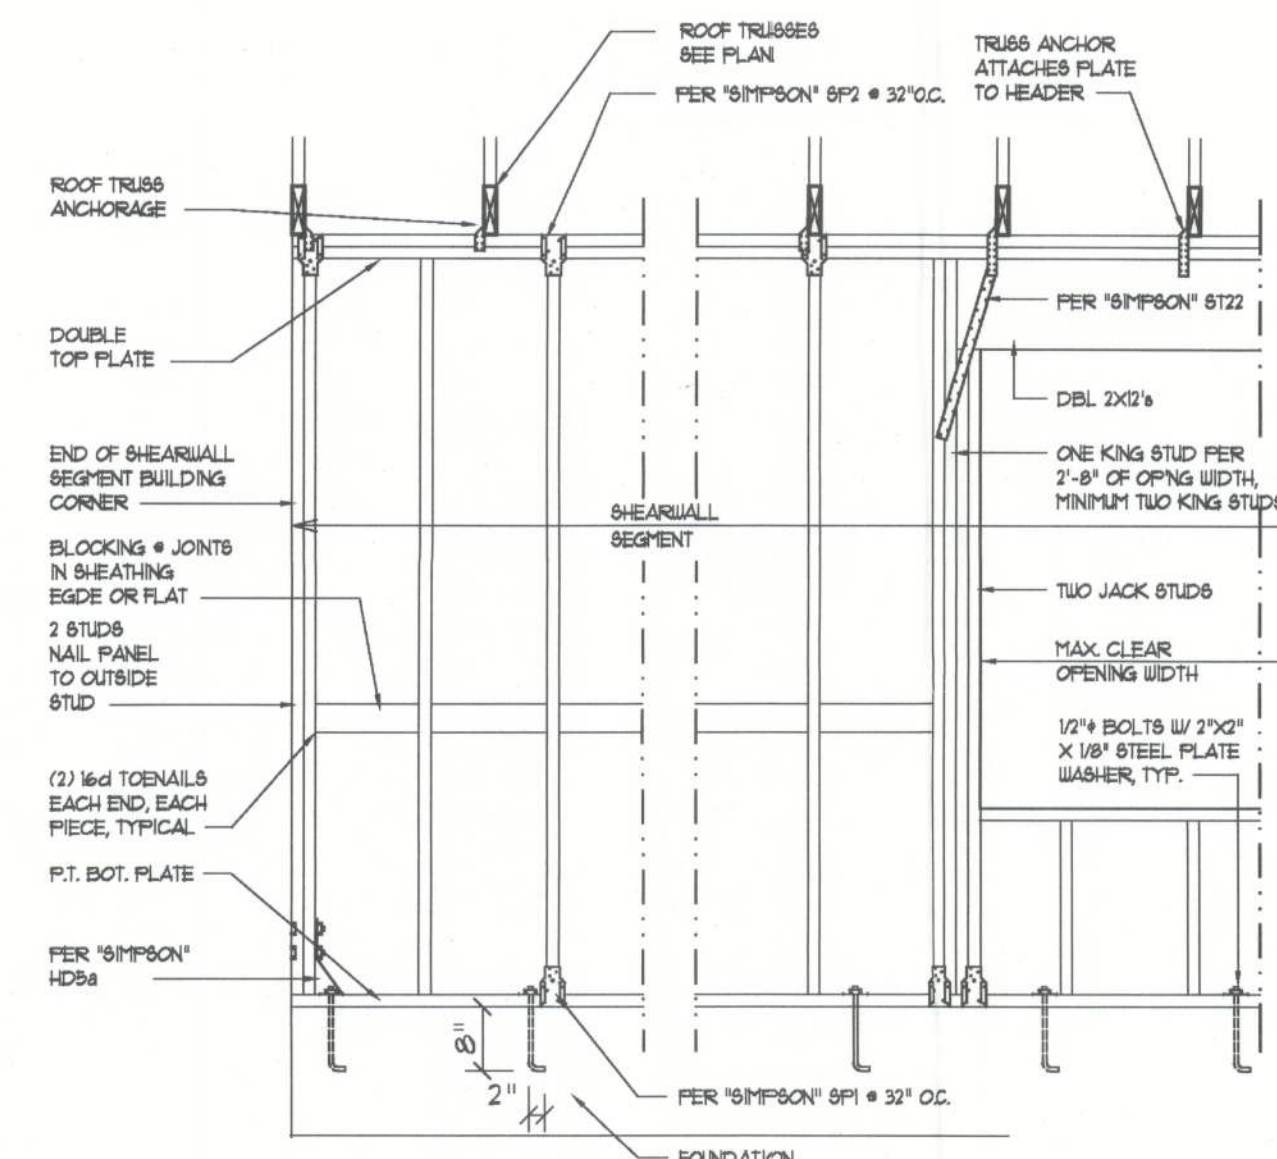 ROOF TRUSSES
SEE PLAN
PER "SIMPSON" SP2 @ 32"O.C.
TRUSS ANCHOR
ATTACHES PLATE
TO HEADER
ROOF TRUSS
ANCHORAGE
DOUBLE
TOP PLATE
PER "SIMPSON" ST22
DBL 2X12's
END OF SHEARWALL
SEGMENT BUILDING
CORNER
ONE KING STUD PER
2'-8" OF OP'NG WIDTH,
MINIMUM TWO KING STUDS
SHEARWALL
SEGMENT
BLOCKING @ JOINTS
IN SHEATHING
EGDE OR FLAT
TWO JACK STUDS
2 STUDS
NAIL PANEL
TO OUTSIDE
STUD
MAX. CLEAR
OPENING WIDTH
1/2"ϕ BOLTS W/ 2"X2"
X 1/8" STEEL PLATE
WASHER, TYP.
(2) 16d TOENAILS
EACH END, EACH
PIECE, TYPICAL
P.T. BOT. PLATE
PER "SIMPSON"
HD5a
8"
2"
PER "SIMPSON" SP1 @ 32" O.C.
FOUNDATION